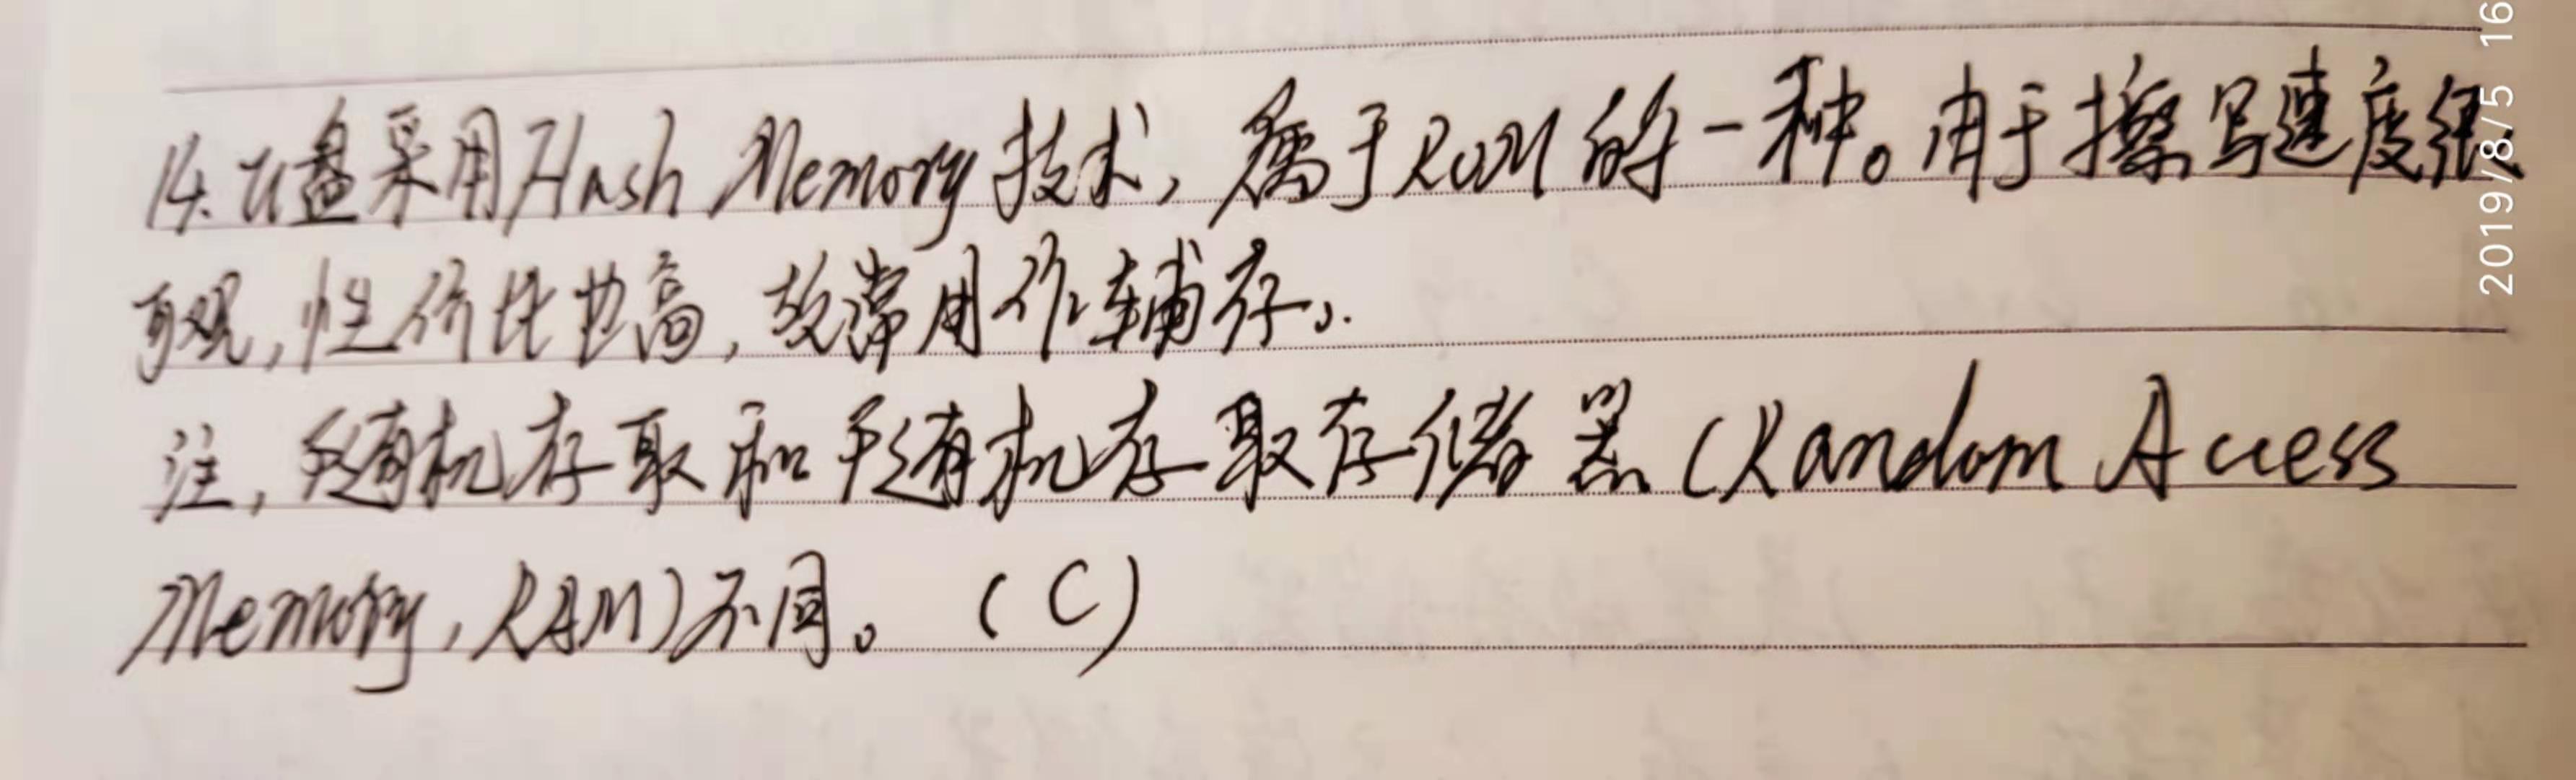 14. U盘采用Flash Memory技术，属于ROM的一种。由于擦写速度很
可观，性价比也高，故常用作辅存。
注，随机存取和随机存取存储器（Random Access
Memory，RAM）不同。（C）
2019/8/5 16